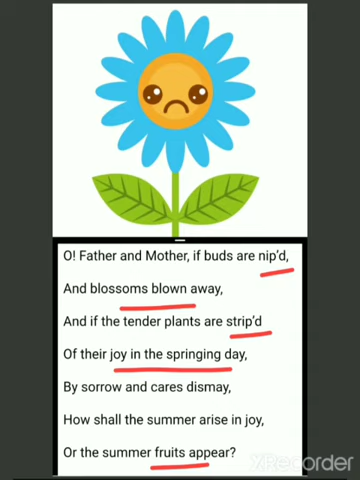 O! Father and Mother, if buds are nip'd,
And blossoms blown away,
And if the tender plants are strip'd
Of their joy in the springing day,
By sorrow and cares dismay,
How shall the summer arise in joy,
Or the summer fruits appear?
XRecorder